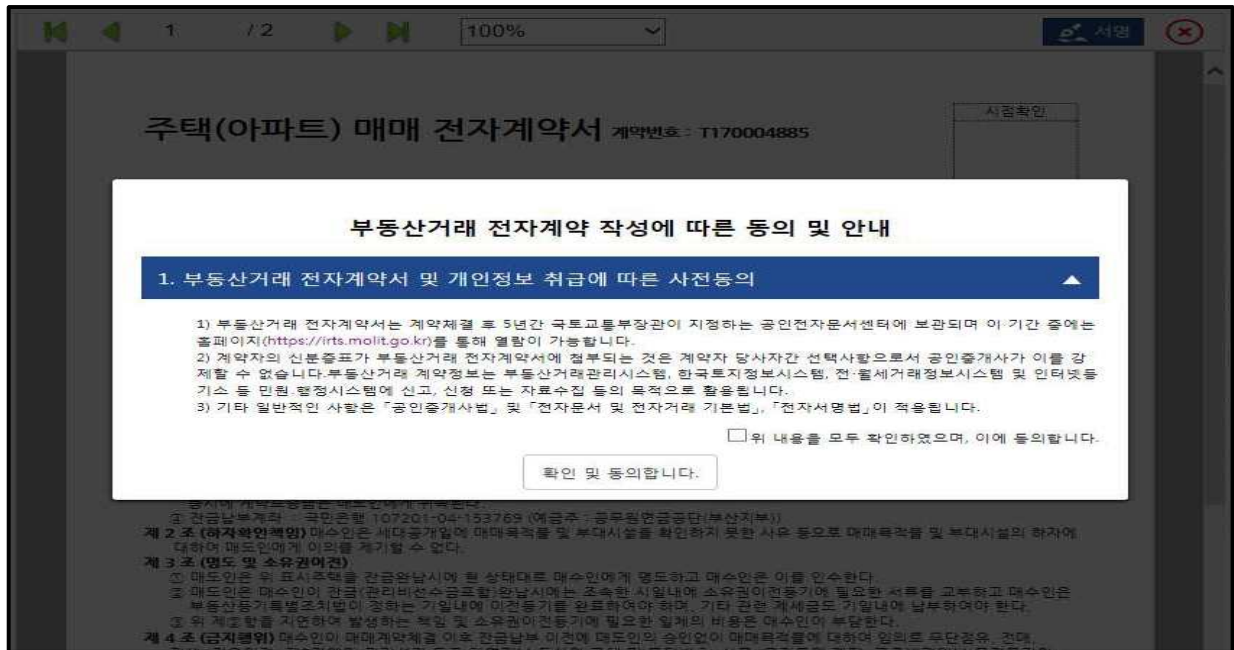 1 / 2 100% 서명
시점확인
주택(아파트) 매매 전자계약서 계약번호 : T170004885
부동산거래 전자계약 작성에 따른 동의 및 안내
1. 부동산거래 전자계약서 및 개인정보 취급에 따른 사전동의
1) 부동산거래 전자계약서는 계약체결 후 5년간 국토교통부장관이 지정하는 공인전자문서센터에 보관되며 이 기간 중에는
홈페이지(https://irts.molit.go.kr)를 통해 열람이 가능합니다.
2) 계약자의 신분증표가 부동산거래 전자계약서에 첨부되는 것은 계약자 당사자간 선택사항으로서 공인중개사가 이를 강
제할 수 없습니다.부동산거래 계약정보는 부동산거래관리시스템, 한국토지정보시스템, 전·월세거래정보시스템 및 인터넷등
기소 등 민원.행정시스템에 신고, 신청 또는 자료수집 등의 목적으로 활용됩니다.
3) 기타 일반적인 사항은 「공인중개사법」 및 「전자문서 및 전자거래 기본법」, 「전자서명법」이 적용됩니다.
위 내용을 모두 확인하였으며, 이에 동의합니다.
확인 및 동의합니다.
③ 잔금납부계좌 : 국민은행 107201-04-153769 (예금주 : 공무원연금공단(부산지부))
제 2 조 (하자확인책임) 매수인은 세대공개일에 매매목적물 및 부대시설을 확인하지 못한 사유 등으로 매매목적물 및 부대시설의 하자에
대하여 매도인에게 이의를 제기할 수 없다.
제 3 조 (명도 및 소유권이전)
① 매도인은 위 표시주택을 잔금완납시에 현 상태대로 매수인에게 명도하고 매수인은 이를 인수한다.
② 매도인은 매수인이 잔금(관리비선수금포함)완납시에는 조속한 시일내에 소유권이전등기에 필요한 서류를 교부하고 매수인은
부동산등기특별조치법이 정하는 기일내에 이전등기를 완료하여야 하며, 기타 관련 제세금도 기일내에 납부하여야 한다.
③ 위 제②항을 지연하여 발생하는 책임 및 소유권이전등기에 필요한 일체의 비용은 매수인이 부담한다.
제 4 조 (금지행위) 매수인이 매매계약체결 이후 잔금납부 이전에 매도인의 승인없이 매매목적물에 대하여 임의로 무단점유, 전매,